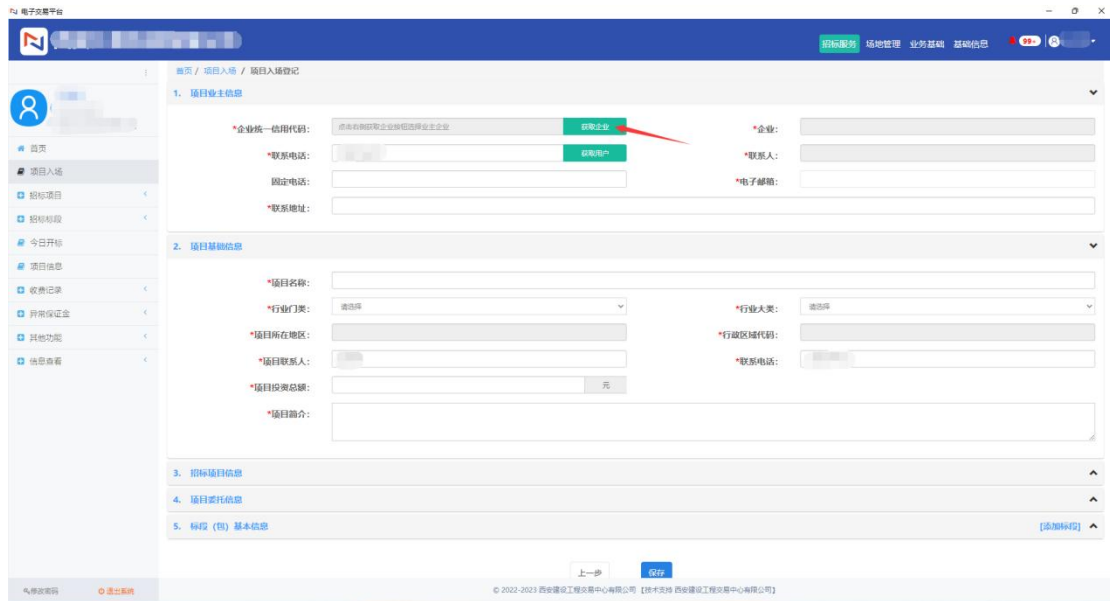 电子交易平台
招标服务 场地管理 业务基础 基础信息 99+
首页 / 项目入场 / 项目入场登记
1. 项目业主信息
*企业统一信用代码: 点击右侧获取企业按钮选择业主企业 获取企业 *企业:
*联系电话: 获取用户 *联系人:
固定电话: *电子邮箱:
*联系地址:
首页
项目入场
招标项目
招标标段
今日开标
项目信息
收费记录
异常保证金
其他功能
信息查看
2. 项目基础信息
*项目名称:
*行业门类: 请选择 *行业大类: 请选择
*项目所在地区: *行政区域代码:
*项目联系人: *联系电话:
*项目投资总额: 元
*项目简介:
3. 招标项目信息
4. 项目委托信息
5. 标段（包）基本信息 [添加标段]
上一步 保存
修改密码 退出系统
© 2022-2023 西安建设工程交易中心有限公司 【技术支持 西安建设工程交易中心有限公司】